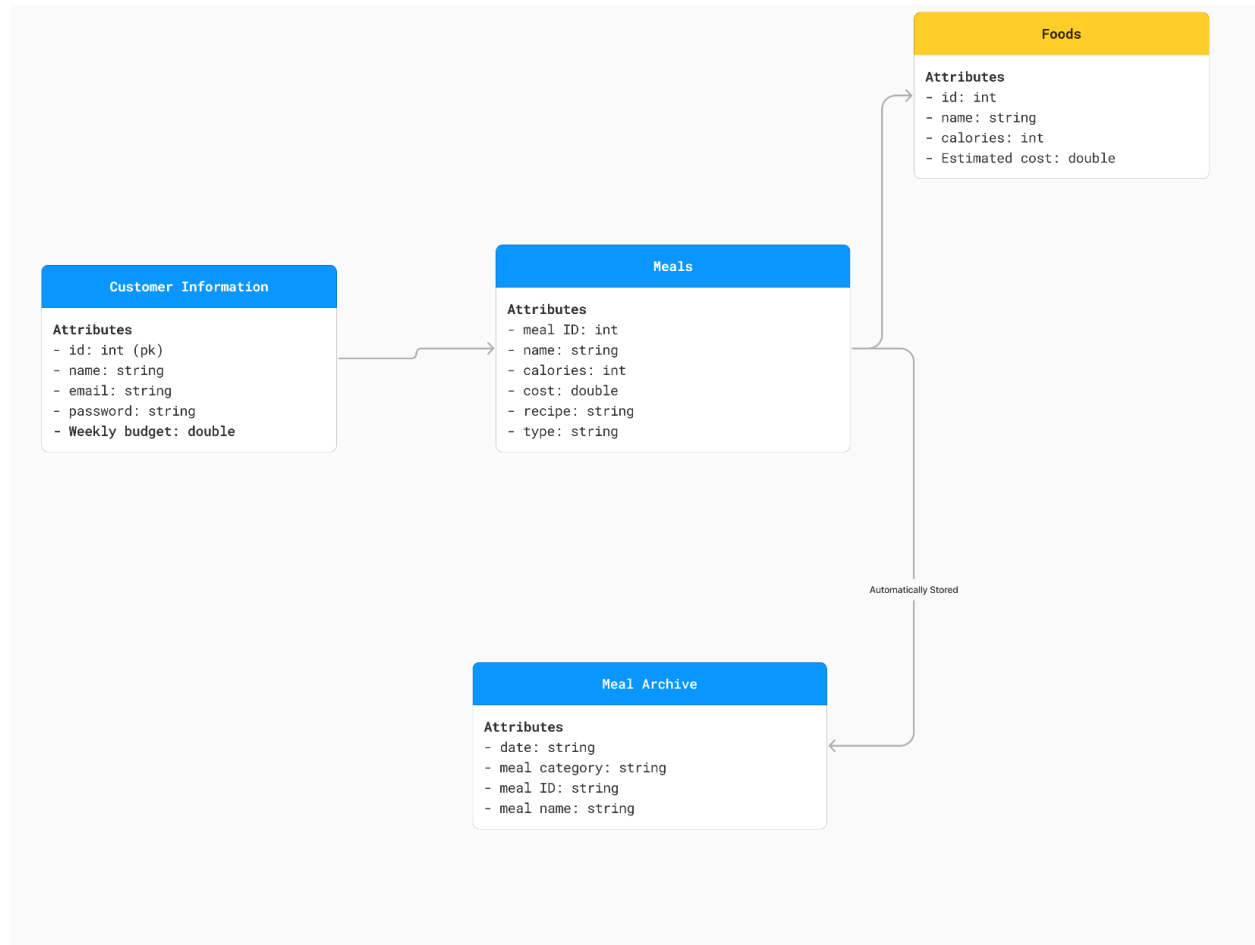 Foods
Attributes
- id: int
- name: string
- calories: int
- Estimated cost: double
Meals
Attributes
- meal ID: int
- name: string
- calories: int
- cost: double
- recipe: string
- type: string
Customer Information
Attributes
- id: int (pk)
- name: string
- email: string
- password: string
- Weekly budget: double
Automatically Stored
Meal Archive
Attributes
- date: string
- meal category: string
- meal ID: string
- meal name: string